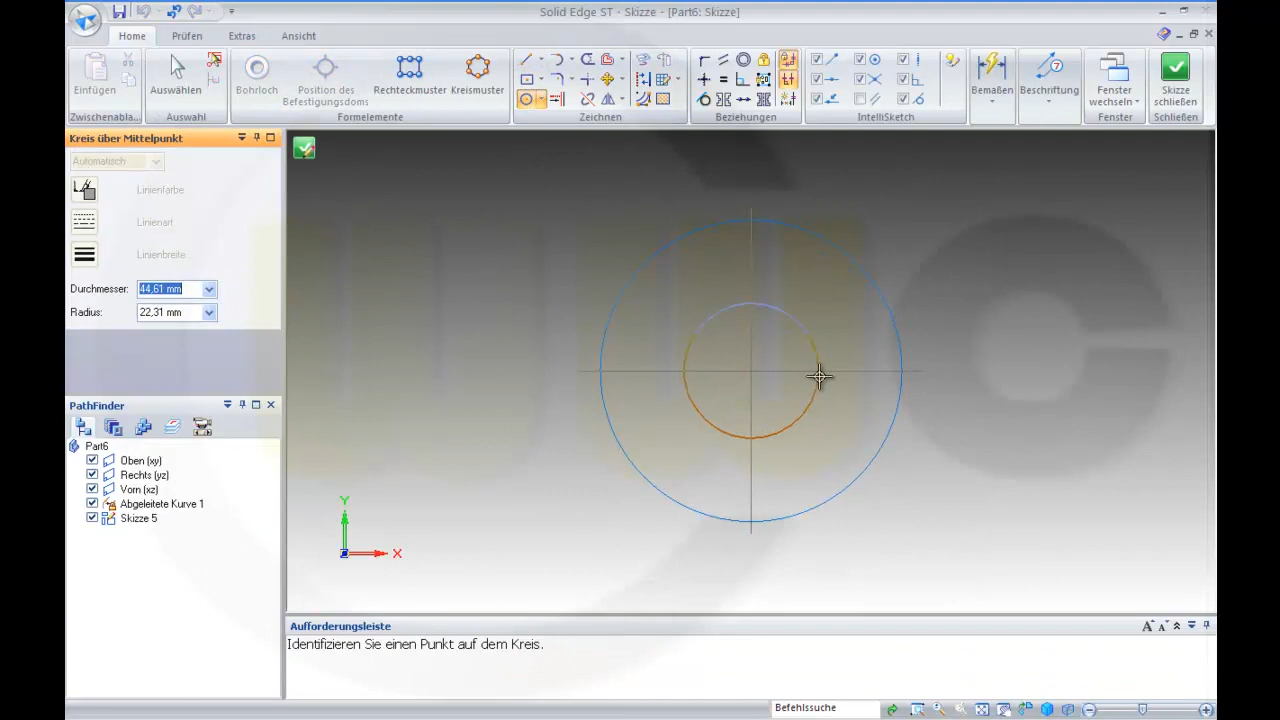 Solid Edge ST - Skizze - [Part6: Skizze]
Home
Prüfen
Extras
Ansicht
Einfügen
Auswählen
Bohrloch
Position des
Befestigungsdoms
Rechteckmuster
Kreismuster
Bemaßen
Beschriftung
Fenster
wechseln
Skizze
schließen
Zwischenabla...
Auswahl
Formelemente
Zeichnen
Beziehungen
IntelliSketch
Fenster
Schließen
Kreis über Mittelpunkt
Automatisch
Linienfarbe
Linienart
Linienbreite
Durchmesser: 44,61 mm
Radius: 22,31 mm
PathFinder
Part6
Oben (xy)
Rechts (yz)
Vorn (xz)
Abgeleitete Kurve 1
Skizze 5
Y
X
Aufforderungsleiste
Identifizieren Sie einen Punkt auf dem Kreis.
Befehlssuche